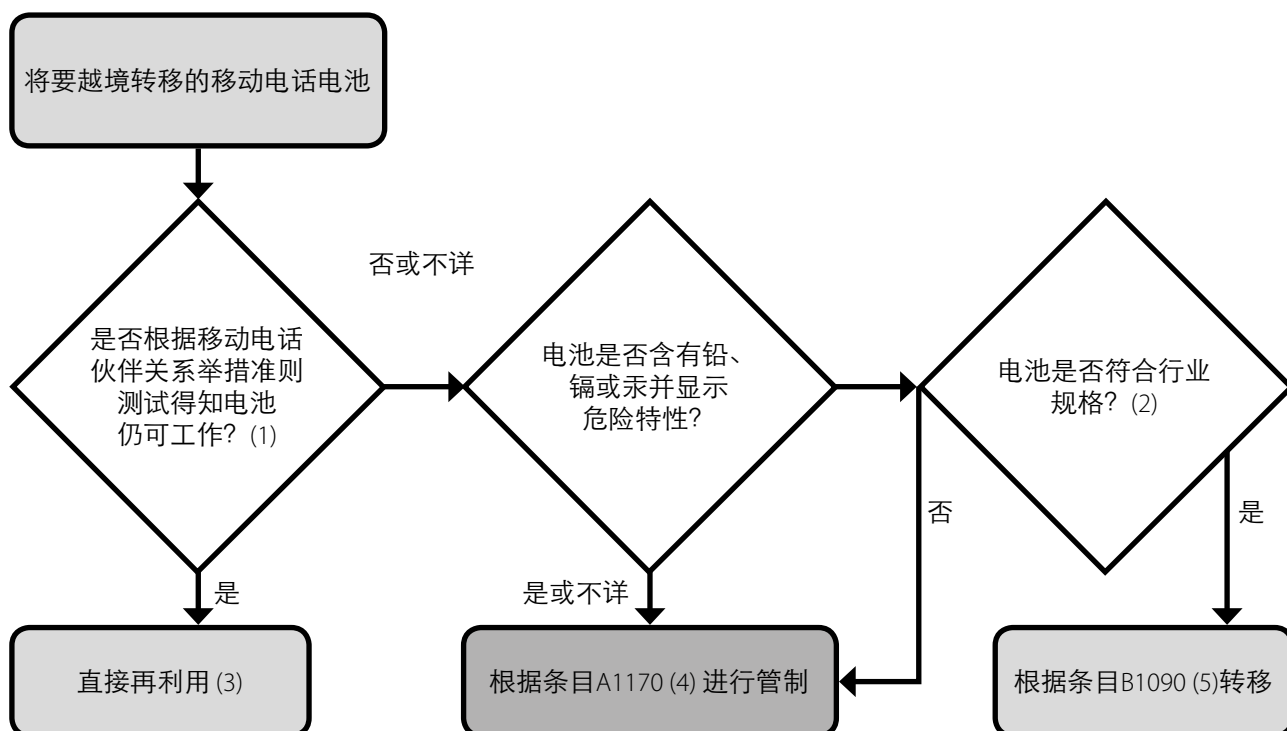 将要越境转移的移动电话电池
否或不详
是否根据移动电话
伙伴关系举措准则
测试得知电池
仍可工作? (1)
电池是否含有铅、
镉或汞并显示
危险特性?
电池是否符合行业
规格? (2)
否
是
是
是或不详
直接再利用 (3)
根据条目A1170 (4) 进行管制
根据条目B1090 (5)转移